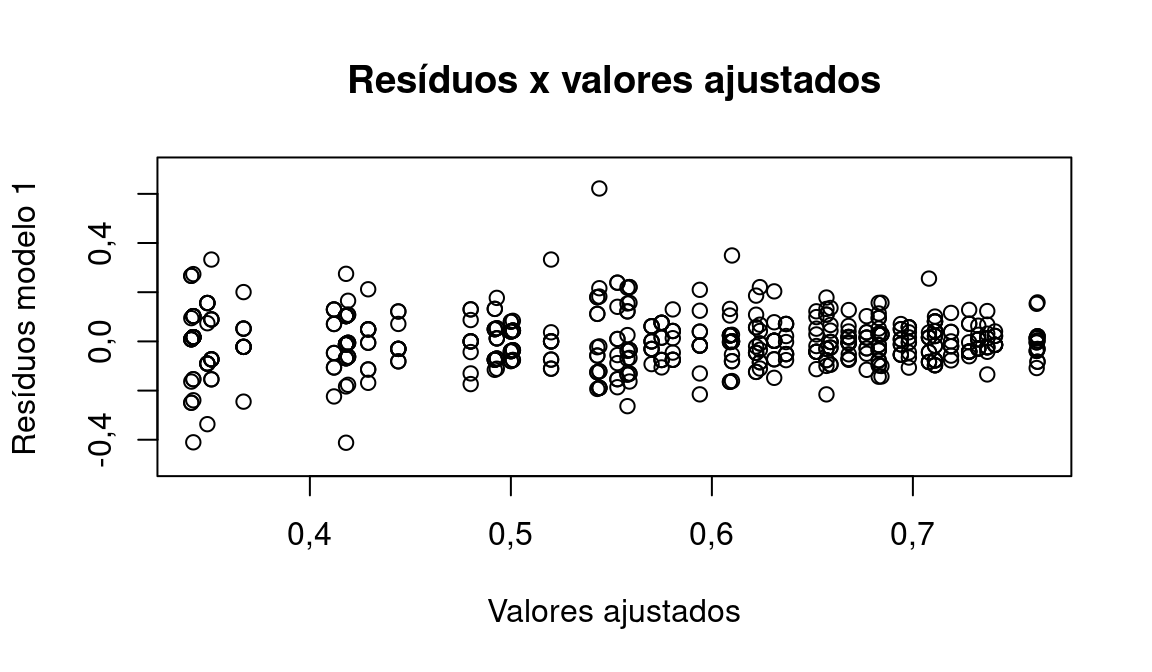 Resíduos x valores ajustados
Resíduos modelo 1
0,4
0,0
-0,4
0,4 0,5 0,6 0,7
Valores ajustados